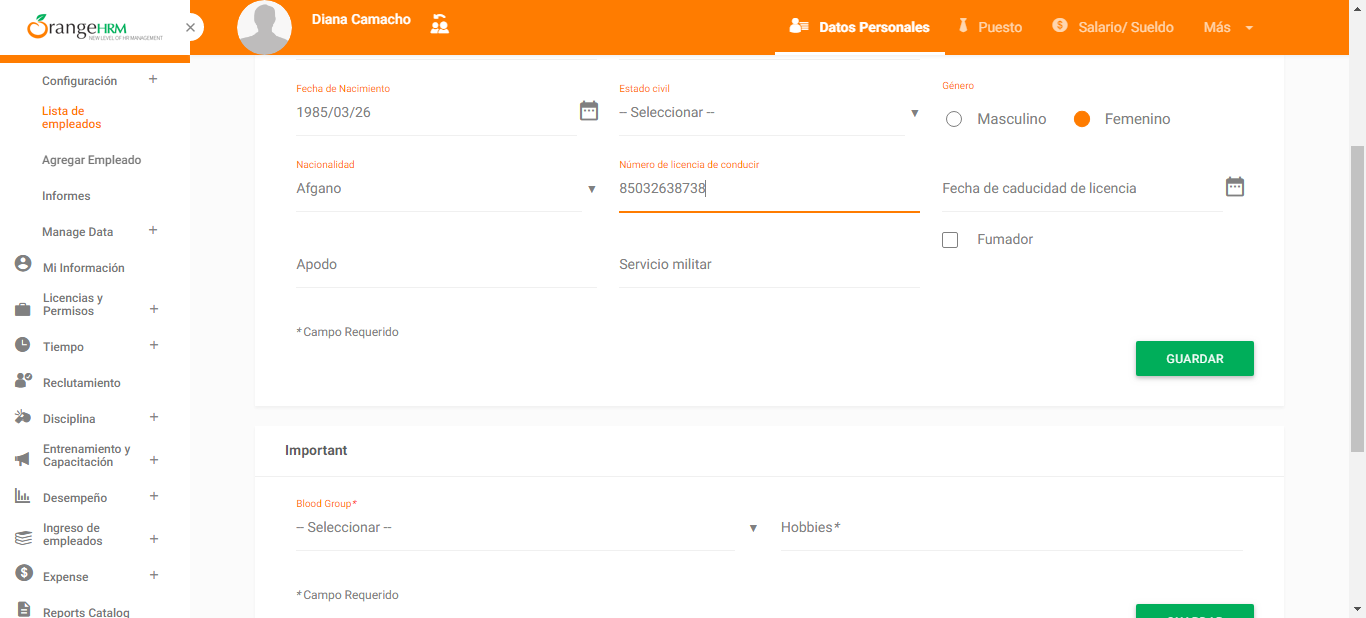 OrangeHRM
NEW LEVEL OF HR MANAGEMENT
Diana Camacho
Datos Personales
Puesto
Salario/ Sueldo
Más
Configuración +
Lista de
empleados
Agregar Empleado
Informes
Manage Data +
Mi Información
Licencias y
Permisos +
Tiempo +
Reclutamiento
Disciplina +
Entrenamiento y
Capacitación +
Desempeño +
Ingreso de
empleados +
Expense +
Reports Catalog
Fecha de Nacimiento
1985/03/26
Estado civil
-- Seleccionar --
Género
Masculino
Femenino
Nacionalidad
Afgano
Número de licencia de conducir
85032638738
Fecha de caducidad de licencia
Fumador
Apodo
Servicio militar
* Campo Requerido
GUARDAR
Important
Blood Group*
-- Seleccionar --
Hobbies*
* Campo Requerido
GUARDAR